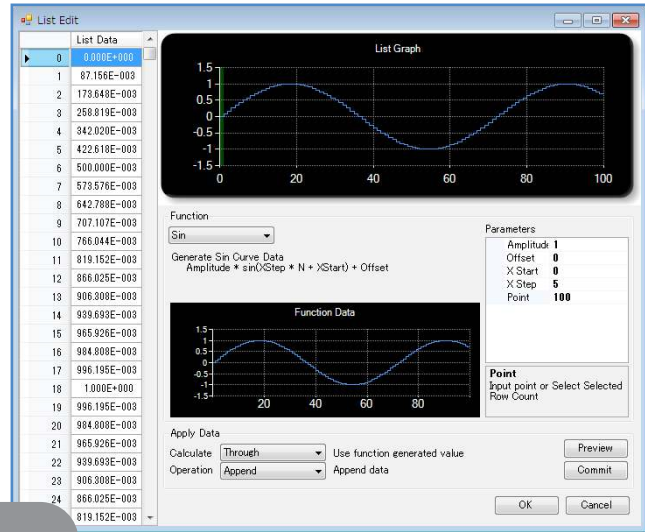 List Edit
List Data
0 0.000E+000
1 87.156E-003
2 173.648E-003
3 258.819E-003
4 342.020E-003
5 422.618E-003
6 500.000E-003
7 573.576E-003
8 642.788E-003
9 707.107E-003
10 766.044E-003
11 819.152E-003
12 866.025E-003
13 906.308E-003
14 939.693E-003
15 965.926E-003
16 984.808E-003
17 996.195E-003
18 1.000E+000
19 996.195E-003
20 984.808E-003
21 965.926E-003
22 939.693E-003
23 906.308E-003
24 866.025E-003
819.152E-003
List Graph
1.5
1
0.5
0
-0.5
-1
-1.5
0 20 40 60 80 100
Function
Sin
Generate Sin Curve Data
Amplitude * sin(XStep * N + XStart) + Offset
Parameters
Amplitude 1
Offset 0
X Start 0
X Step 5
Point 100
Function Data
1.5
1
0.5
0
-0.5
-1
-1.5
20 40 60 80
Point
Input point or Select Selected
Row Count
Apply Data
Calculate Through Use function generated value
Operation Append Append data
Preview
Commit
OK Cancel